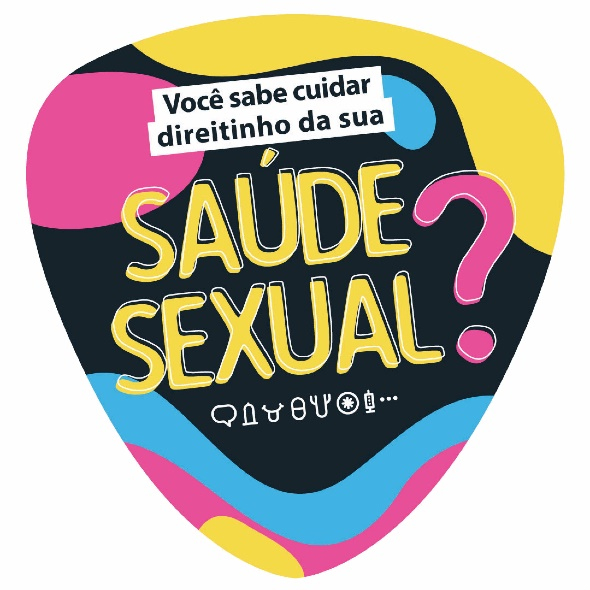 Você sabe cuidar
direitinho da sua
SAÚDE
SEXUAL?